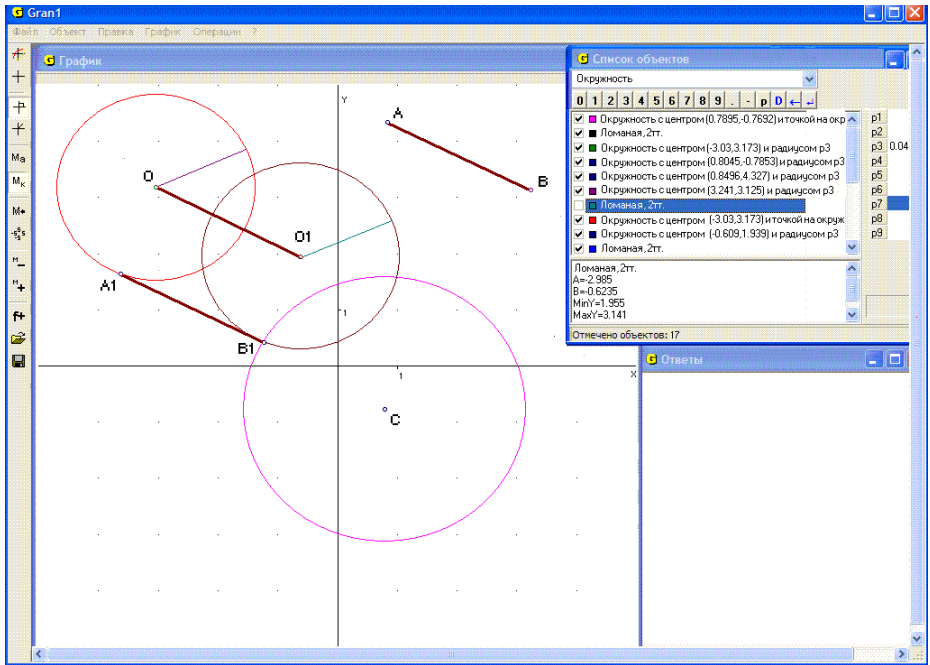 Gran1
Файл Объект Правка График Операции ?
График
Y
A
B
O
O1
A1
B1
1
1
X
C
Ma
Mк
M+
f+
Список объектов
Окружность
0 1 2 3 4 5 6 7 8 9 . - p D ← ↵
Окружность с центром(0.7895,-0.7692) и точкой на окр
Ломаная, 2тт.
Окружность с центром (-3.03,3.173) и радиусом p3
Окружность с центром (0.8045,-0.7853) и радиусом p3
Окружность с центром (0.8496,4.327) и радиусом p3
Окружность с центром (3.241,3.125) и радиусом p3
Ломаная, 2тт.
Окружность с центром (-3.03,3.173) и точкой на окруж
Окружность с центром (-0.609,1.939) и радиусом p3
Ломаная, 2тт.
Ломаная, 2тт.
A=-2.985
B=-0.6235
MinY=1.955
MaxY=3.141
Отмечено объектов: 17
p1
p2
p3 0.04
p4
p5
p6
p7
p8
p9
Ответы